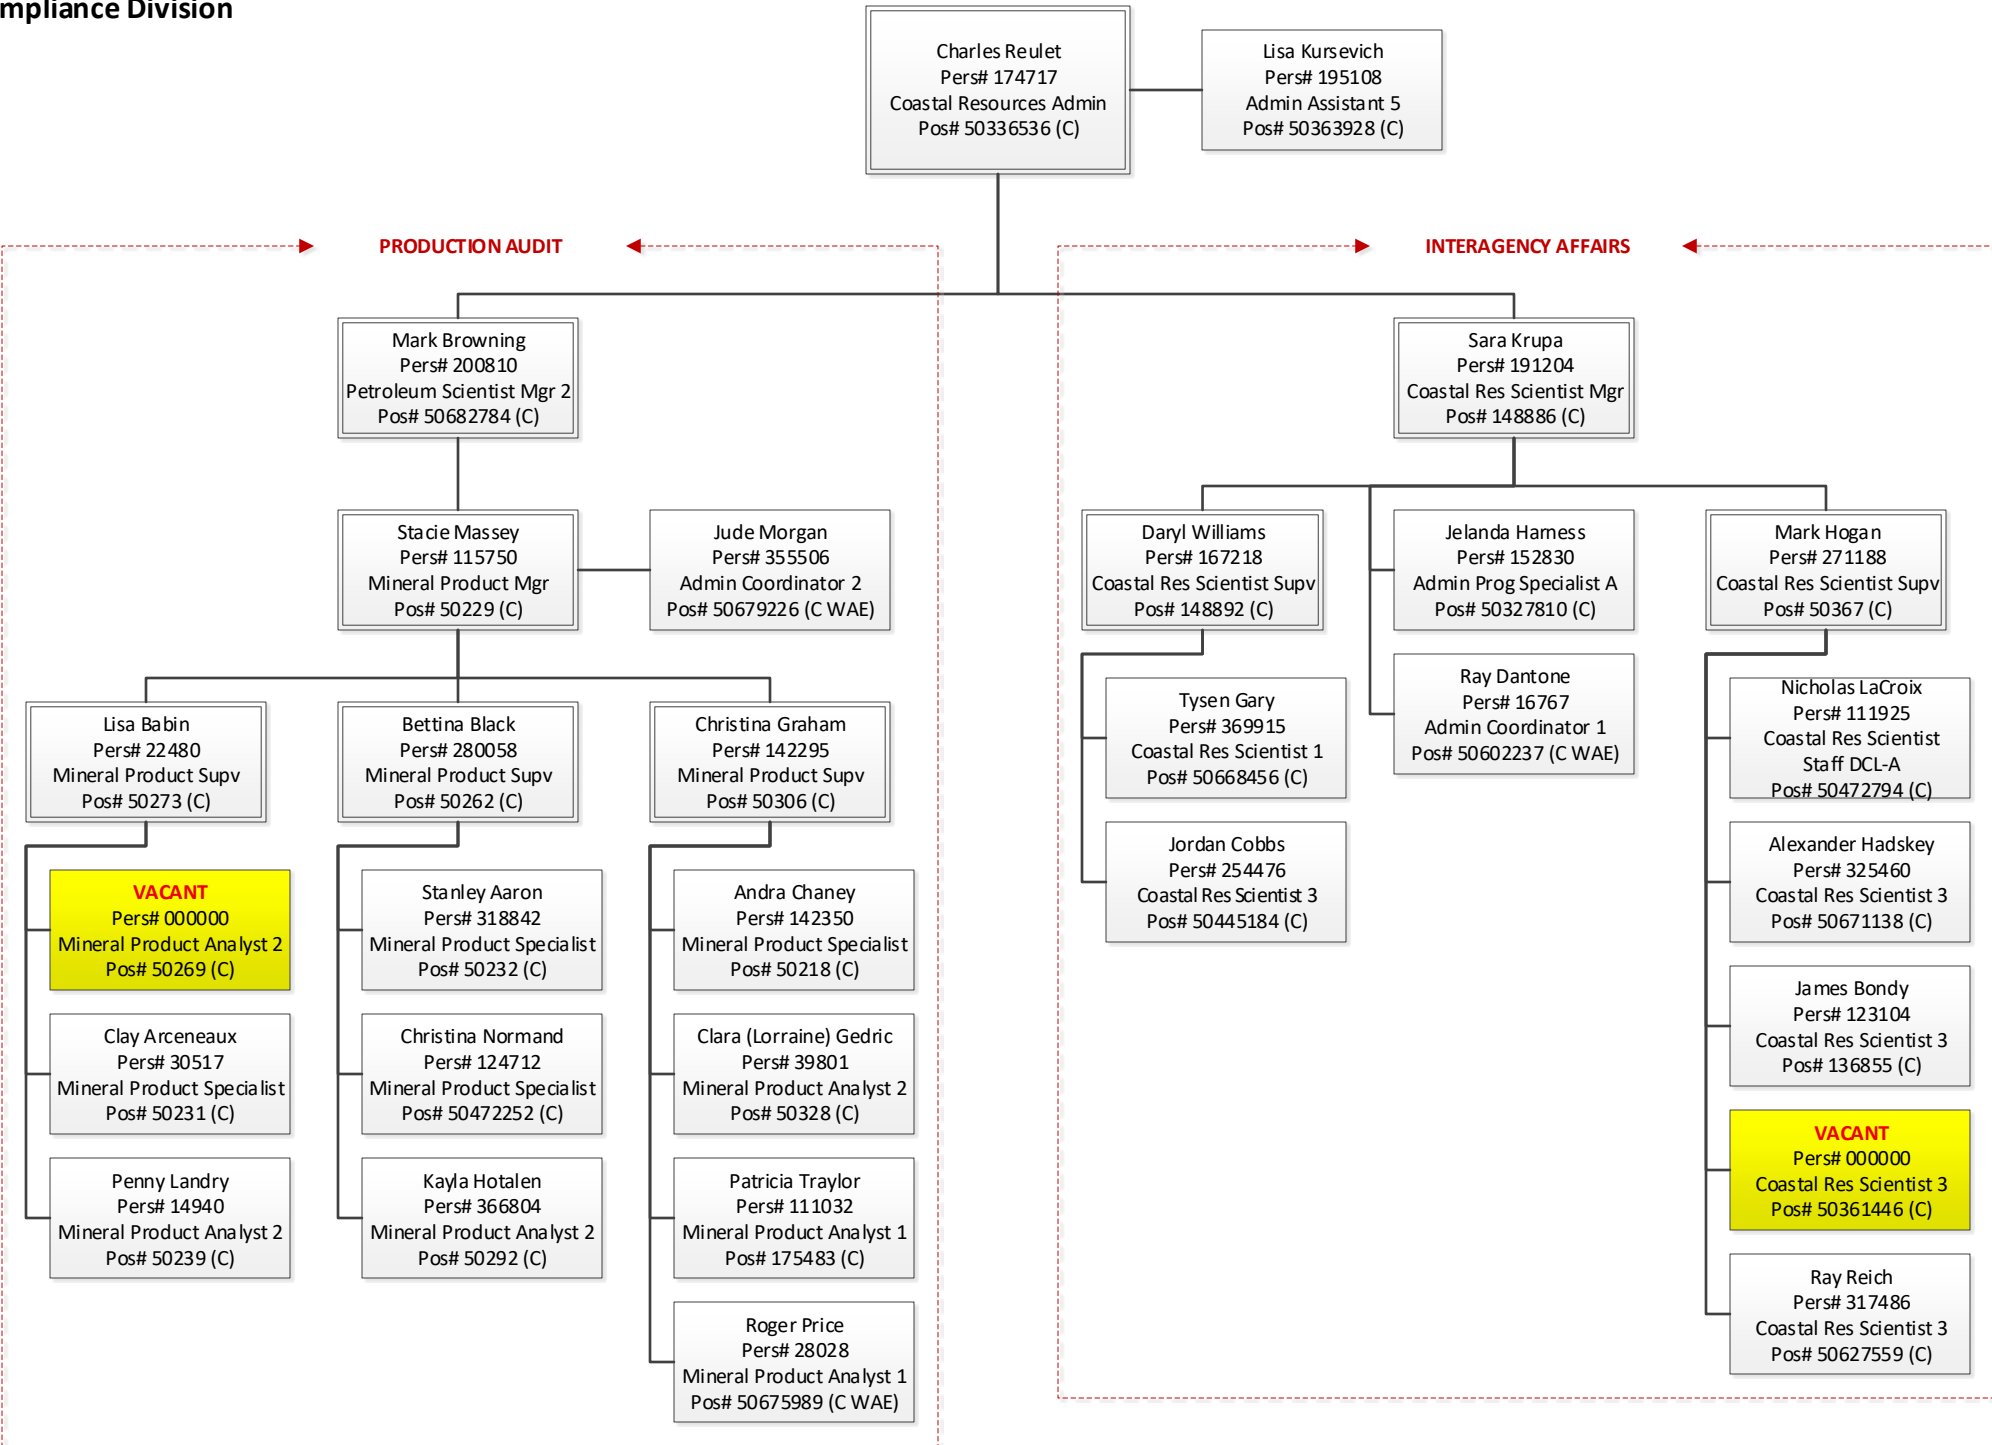 mpliance Division
Charles Reulet
Pers# 174717
Coastal Resources Admin
Pos# 50336536 (C)
Lisa Kursevich
Pers# 195108
Admin Assistant 5
Pos# 50363928 (C)
PRODUCTION AUDIT
INTERAGENCY AFFAIRS
Mark Browning
Pers# 200810
Petroleum Scientist Mgr 2
Pos# 50682784 (C)
Sara Krupa
Pers# 191204
Coastal Res Scientist Mgr
Pos# 148886 (C)
Stacie Massey
Pers# 115750
Mineral Product Mgr
Pos# 50229 (C)
Jude Morgan
Pers# 355506
Admin Coordinator 2
Pos# 50679226 (C WAE)
Daryl Williams
Pers# 167218
Coastal Res Scientist Supv
Pos# 148892 (C)
Jelanda Harness
Pers# 152830
Admin Prog Specialist A
Pos# 50327810 (C)
Mark Hogan
Pers# 271188
Coastal Res Scientist Supv
Pos# 50367 (C)
Lisa Babin
Pers# 22480
Mineral Product Supv
Pos# 50273 (C)
Bettina Black
Pers# 280058
Mineral Product Supv
Pos# 50262 (C)
Christina Graham
Pers# 142295
Mineral Product Supv
Pos# 50306 (C)
Tysen Gary
Pers# 369915
Coastal Res Scientist 1
Pos# 50668456 (C)
Ray Dantone
Pers# 16767
Admin Coordinator 1
Pos# 50602237 (C WAE)
Nicholas LaCroix
Pers# 111925
Coastal Res Scientist
Staff DCL-A
Pos# 50472794 (C)
Jordan Cobbs
Pers# 254476
Coastal Res Scientist 3
Pos# 50445184 (C)
Alexander Hadskey
Pers# 325460
Coastal Res Scientist 3
Pos# 50671138 (C)
VACANT
Pers# 000000
Mineral Product Analyst 2
Pos# 50269 (C)
Stanley Aaron
Pers# 318842
Mineral Product Specialist
Pos# 50232 (C)
Andra Chaney
Pers# 142350
Mineral Product Specialist
Pos# 50218 (C)
James Bondy
Pers# 123104
Coastal Res Scientist 3
Pos# 136855 (C)
Clay Arceneaux
Pers# 30517
Mineral Product Specialist
Pos# 50231 (C)
Christina Normand
Pers# 124712
Mineral Product Specialist
Pos# 50472252 (C)
Clara (Lorraine) Gedric
Pers# 39801
Mineral Product Analyst 2
Pos# 50328 (C)
VACANT
Pers# 000000
Coastal Res Scientist 3
Pos# 50361446 (C)
Penny Landry
Pers# 14940
Mineral Product Analyst 2
Pos# 50239 (C)
Kayla Hotalen
Pers# 366804
Mineral Product Analyst 2
Pos# 50292 (C)
Patricia Traylor
Pers# 111032
Mineral Product Analyst 1
Pos# 175483 (C)
Ray Reich
Pers# 317486
Coastal Res Scientist 3
Pos# 50627559 (C)
Roger Price
Pers# 28028
Mineral Product Analyst 1
Pos# 50675989 (C WAE)